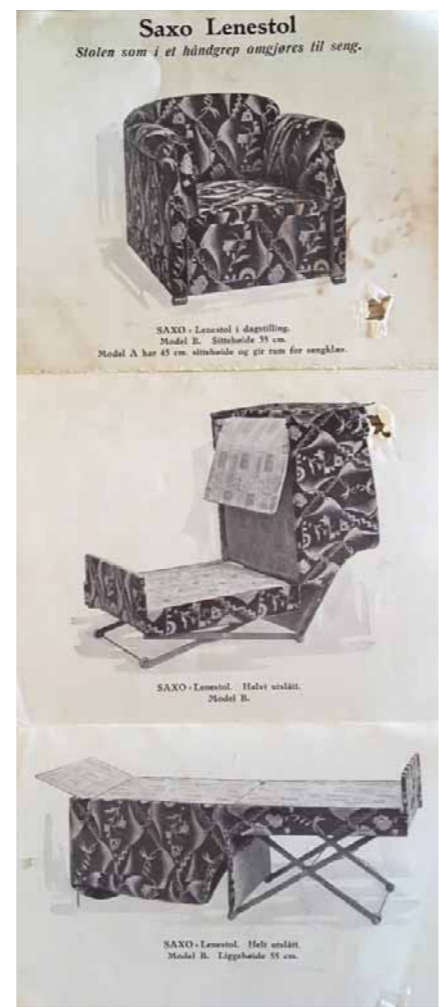 Saxo Lenestol
Stolen som i et håndgrep omgjøres til seng.
SAXO - Lenestol i dagstilling.
Model B. Sittehøide 35 cm.
Model A har 45 cm. sittehøide og gir rum for sengklær.
SAXO - Lenestol. Halvt utslått.
Model B.
SAXO - Lenestol. Helt utslått.
Model B. Liggehøide 55 cm.